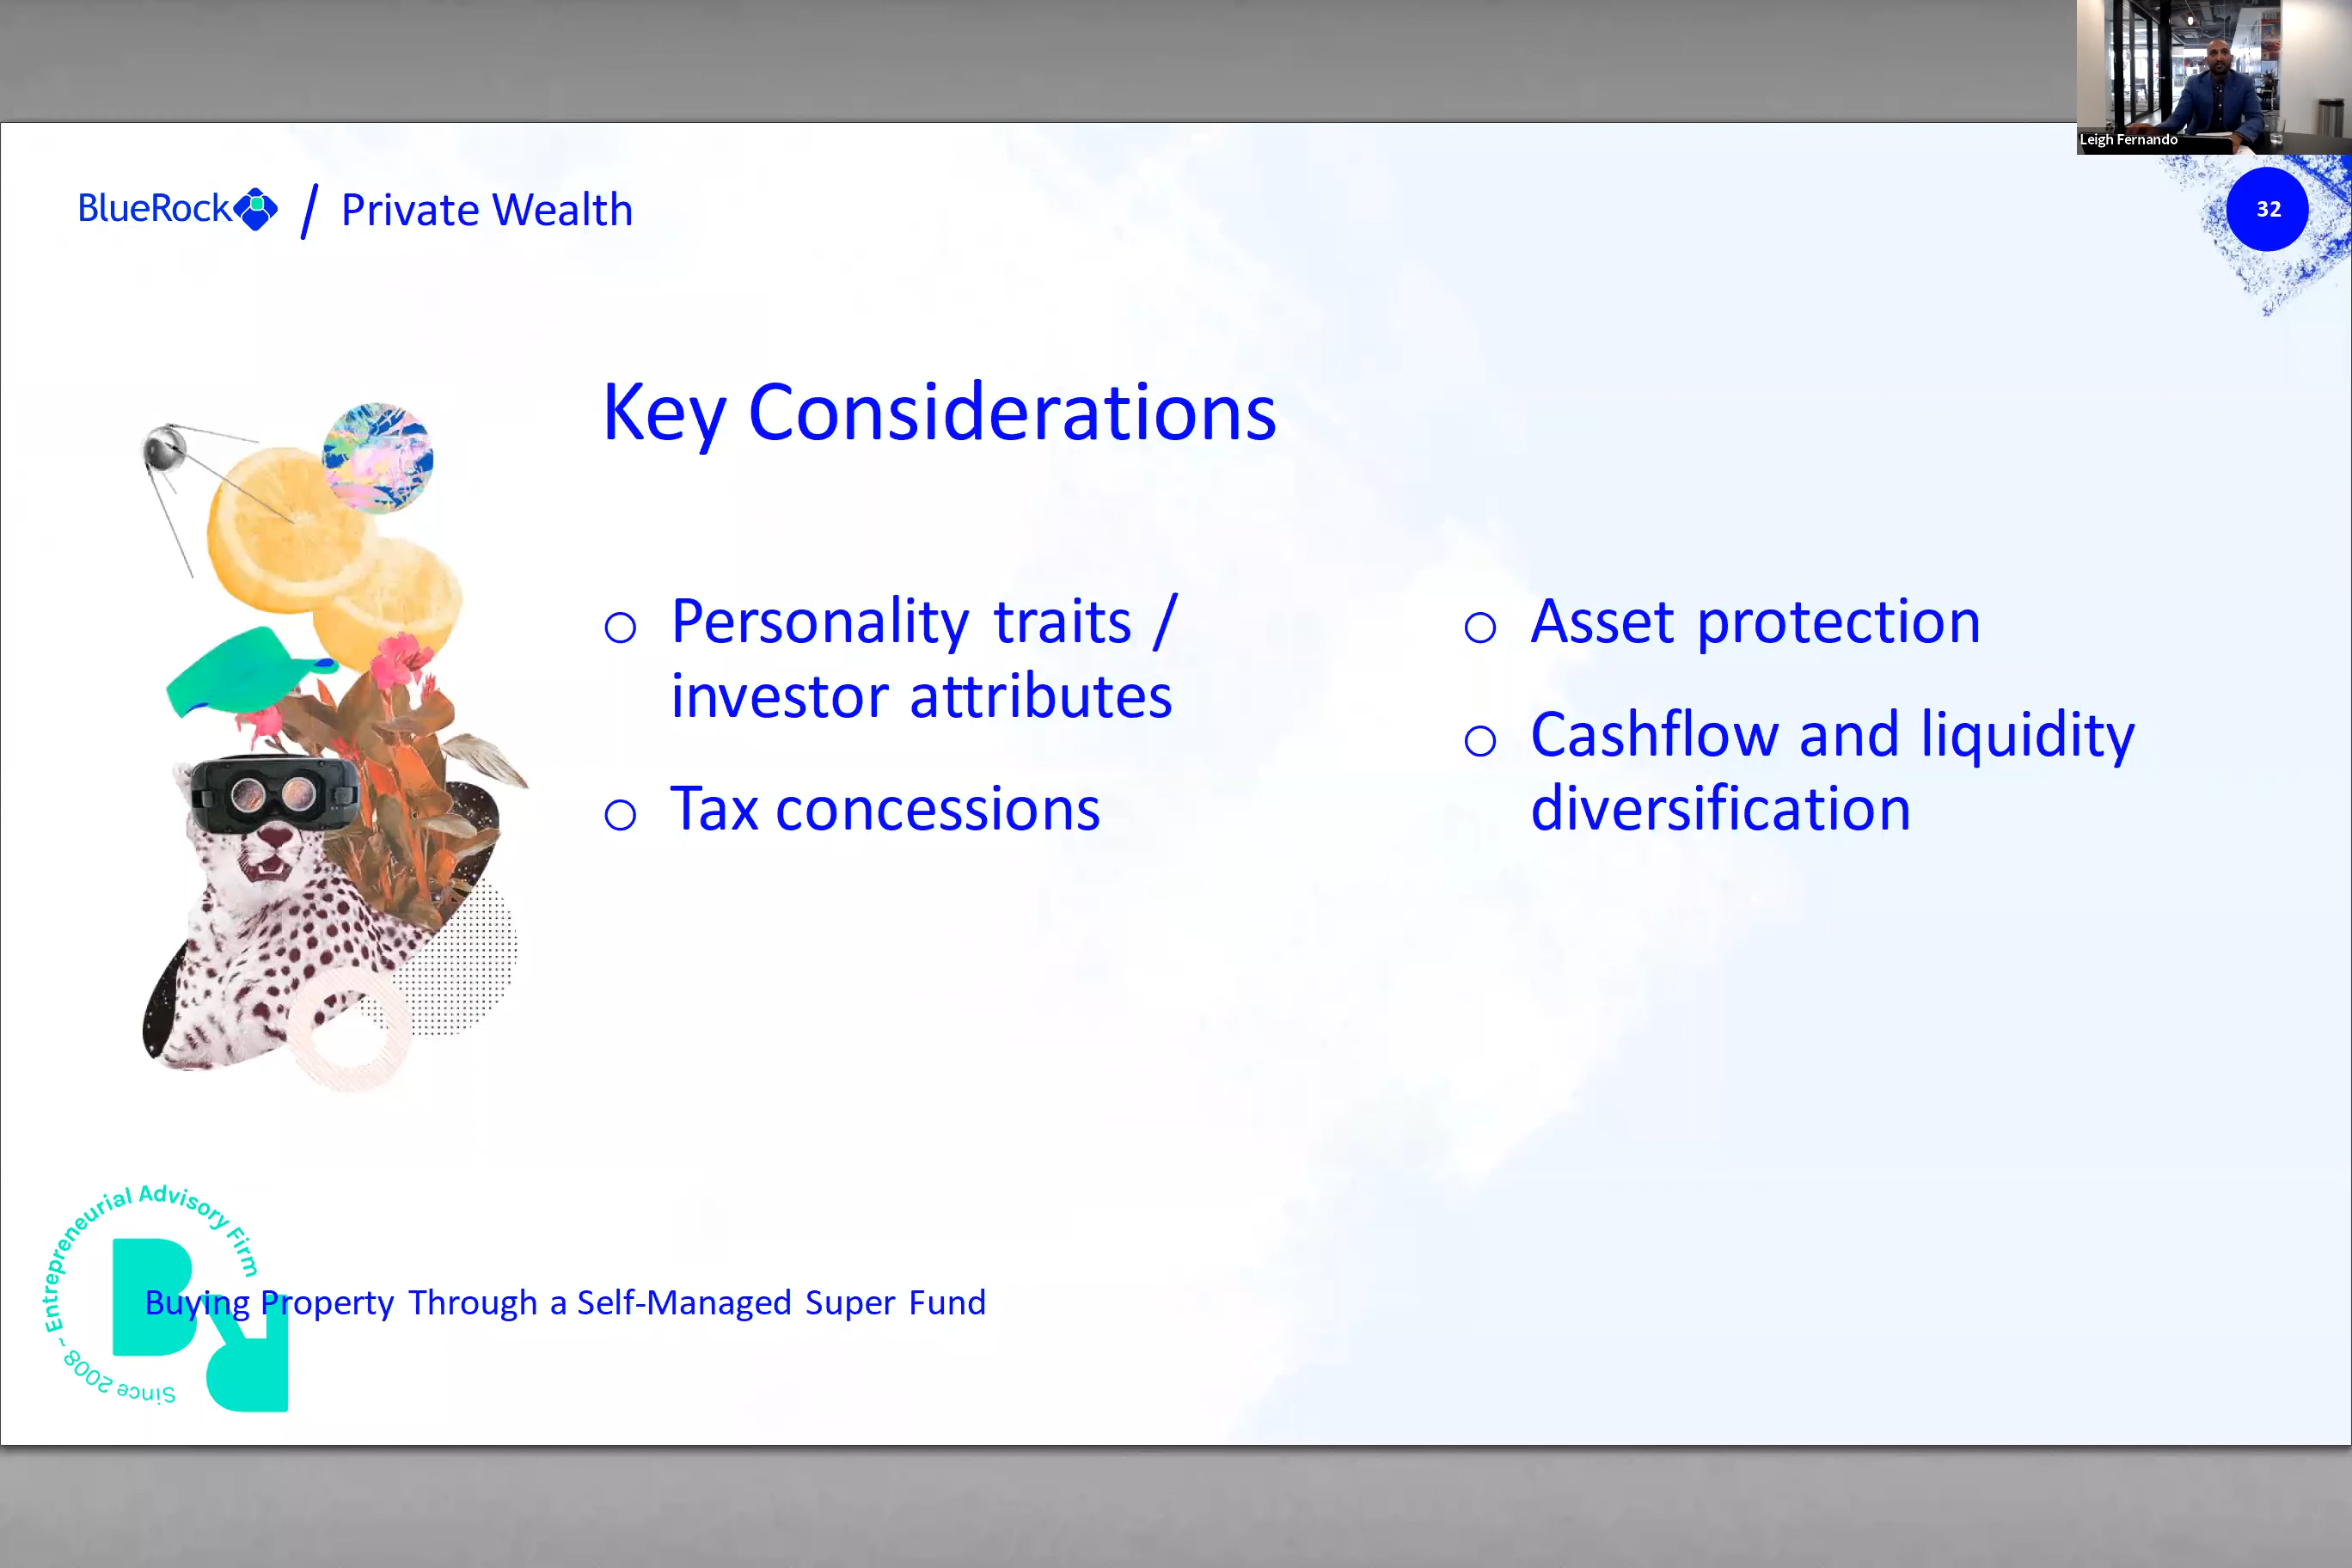 Leigh Fernando
BlueRock / Private Wealth
32
Key Considerations
○ Personality traits /
investor attributes
○ Tax concessions
○ Asset protection
○ Cashflow and liquidity
diversification
Entrepreneurial Advisory Firm
~ Since 2008 ~
BR
Buying Property Through a Self-Managed Super Fund